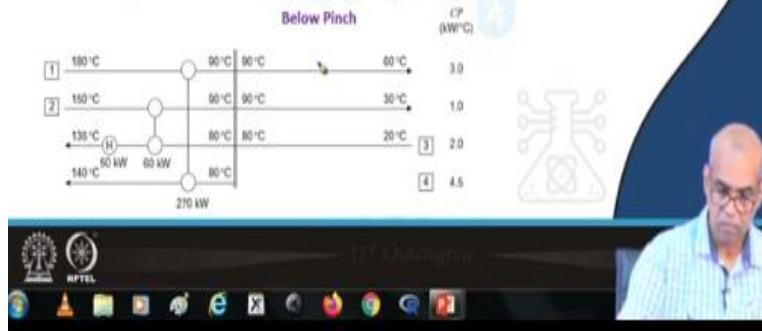 Below Pinch
CP
(kW/°C)
1 180 °C 90 °C 90 °C 60 °C 3.0
2 150 °C 90 °C 90 °C 30 °C 1.0
135 °C H 80 °C 80 °C 20 °C 3 2.0
50 kW 60 kW
140 °C 80 °C 4 4.5
270 kW
IIT Kharagpur
NPTEL